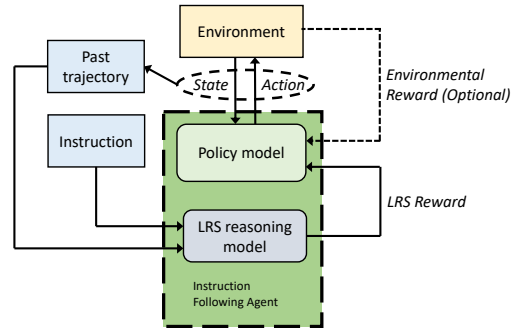 Environment
Past
trajectory
State
Action
Environmental
Reward (Optional)
Instruction
Policy model
LRS Reward
LRS reasoning
model
Instruction
Following Agent